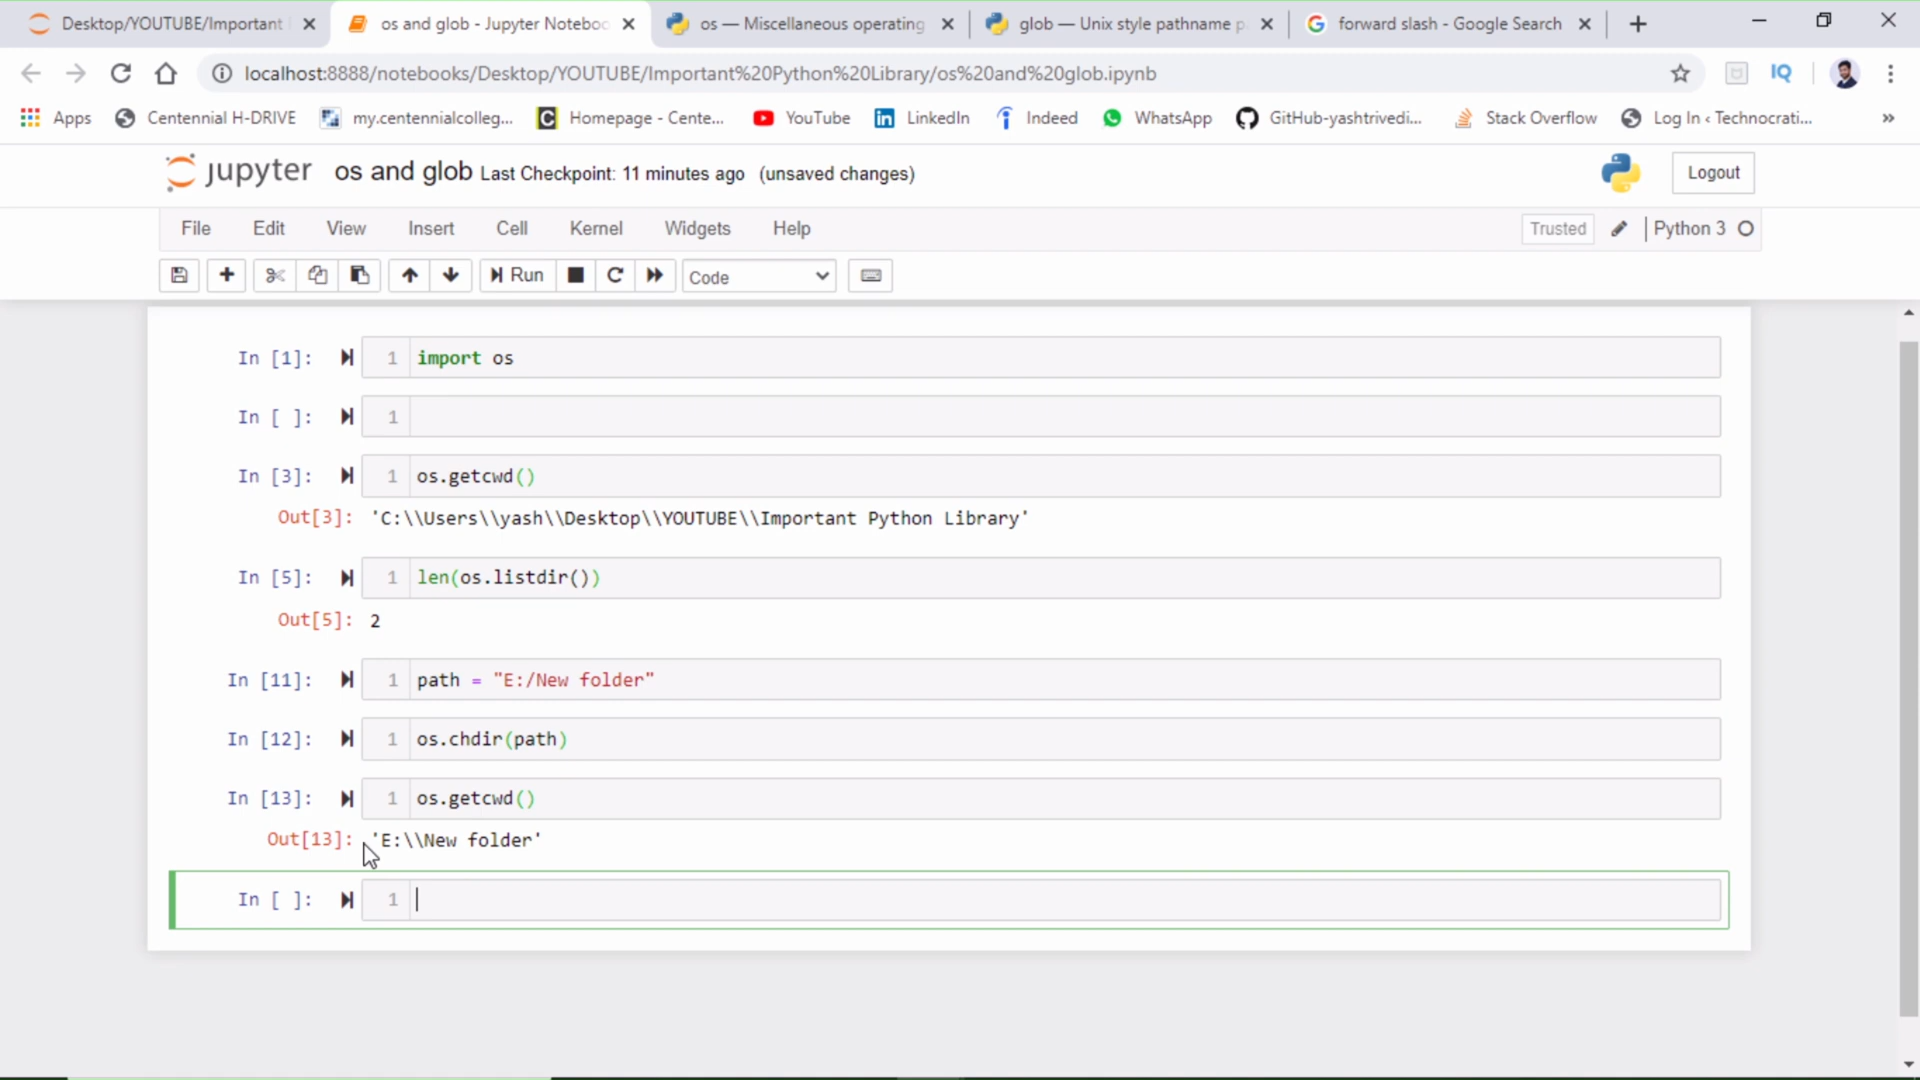 Desktop/YOUTUBE/Important
os and glob - Jupyter Noteboo
os — Miscellaneous operating
glob — Unix style pathname p
forward slash - Google Search
localhost:8888/notebooks/Desktop/YOUTUBE/Important%20Python%20Library/os%20and%20glob.ipynb
IQ
Apps
Centennial H-DRIVE
my.centennialcolleg...
Homepage - Cente...
YouTube
LinkedIn
Indeed
WhatsApp
GitHub-yashtrivedi...
Stack Overflow
Log In ‹ Technocrati...
»
jupyter os and glob Last Checkpoint: 11 minutes ago (unsaved changes)
Logout
File Edit View Insert Cell Kernel Widgets Help
Trusted
Python 3
Run
Code
In [1]: 1 import os
In [ ]: 1
In [3]: 1 os.getcwd()
Out[3]: 'C:\\Users\\yash\\Desktop\\YOUTUBE\\Important Python Library'
In [5]: 1 len(os.listdir())
Out[5]: 2
In [11]: 1 path = "E:/New folder"
In [12]: 1 os.chdir(path)
In [13]: 1 os.getcwd()
Out[13]: 'E:\\New folder'
In [ ]: 1